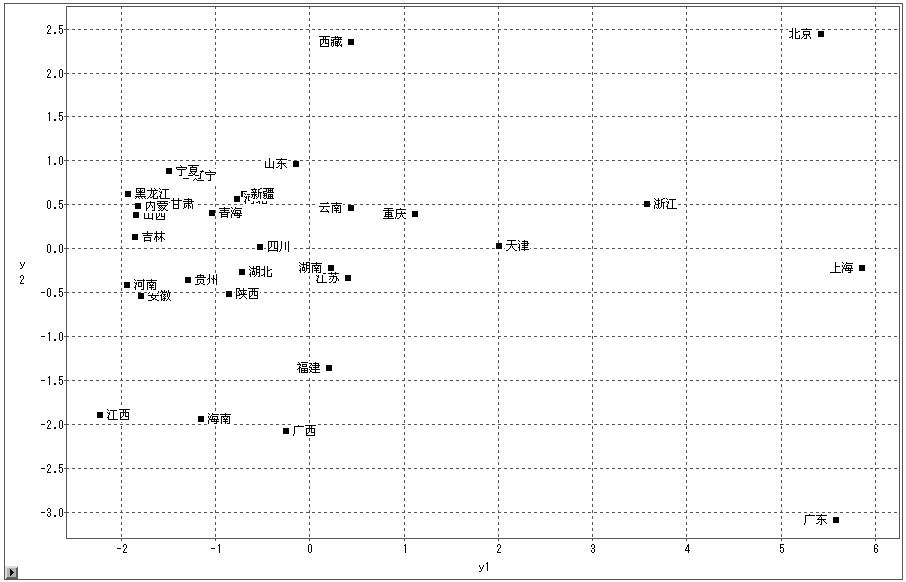 2.5
西藏
北京
2.0
1.5
1.0
山东
宁夏
辽宁
黑龙江
新疆
河北
0.5
内蒙
甘肃
山西
青海
云南
重庆
浙江
吉林
0.0
四川
天津
y
2
湖北
湖南
江苏
上海
河南
贵州
安徽
陕西
-0.5
-1.0
福建
-1.5
江西
海南
广西
-2.0
-2.5
-3.0
广东
-2 -1 0 1 2 3 4 5 6
y1